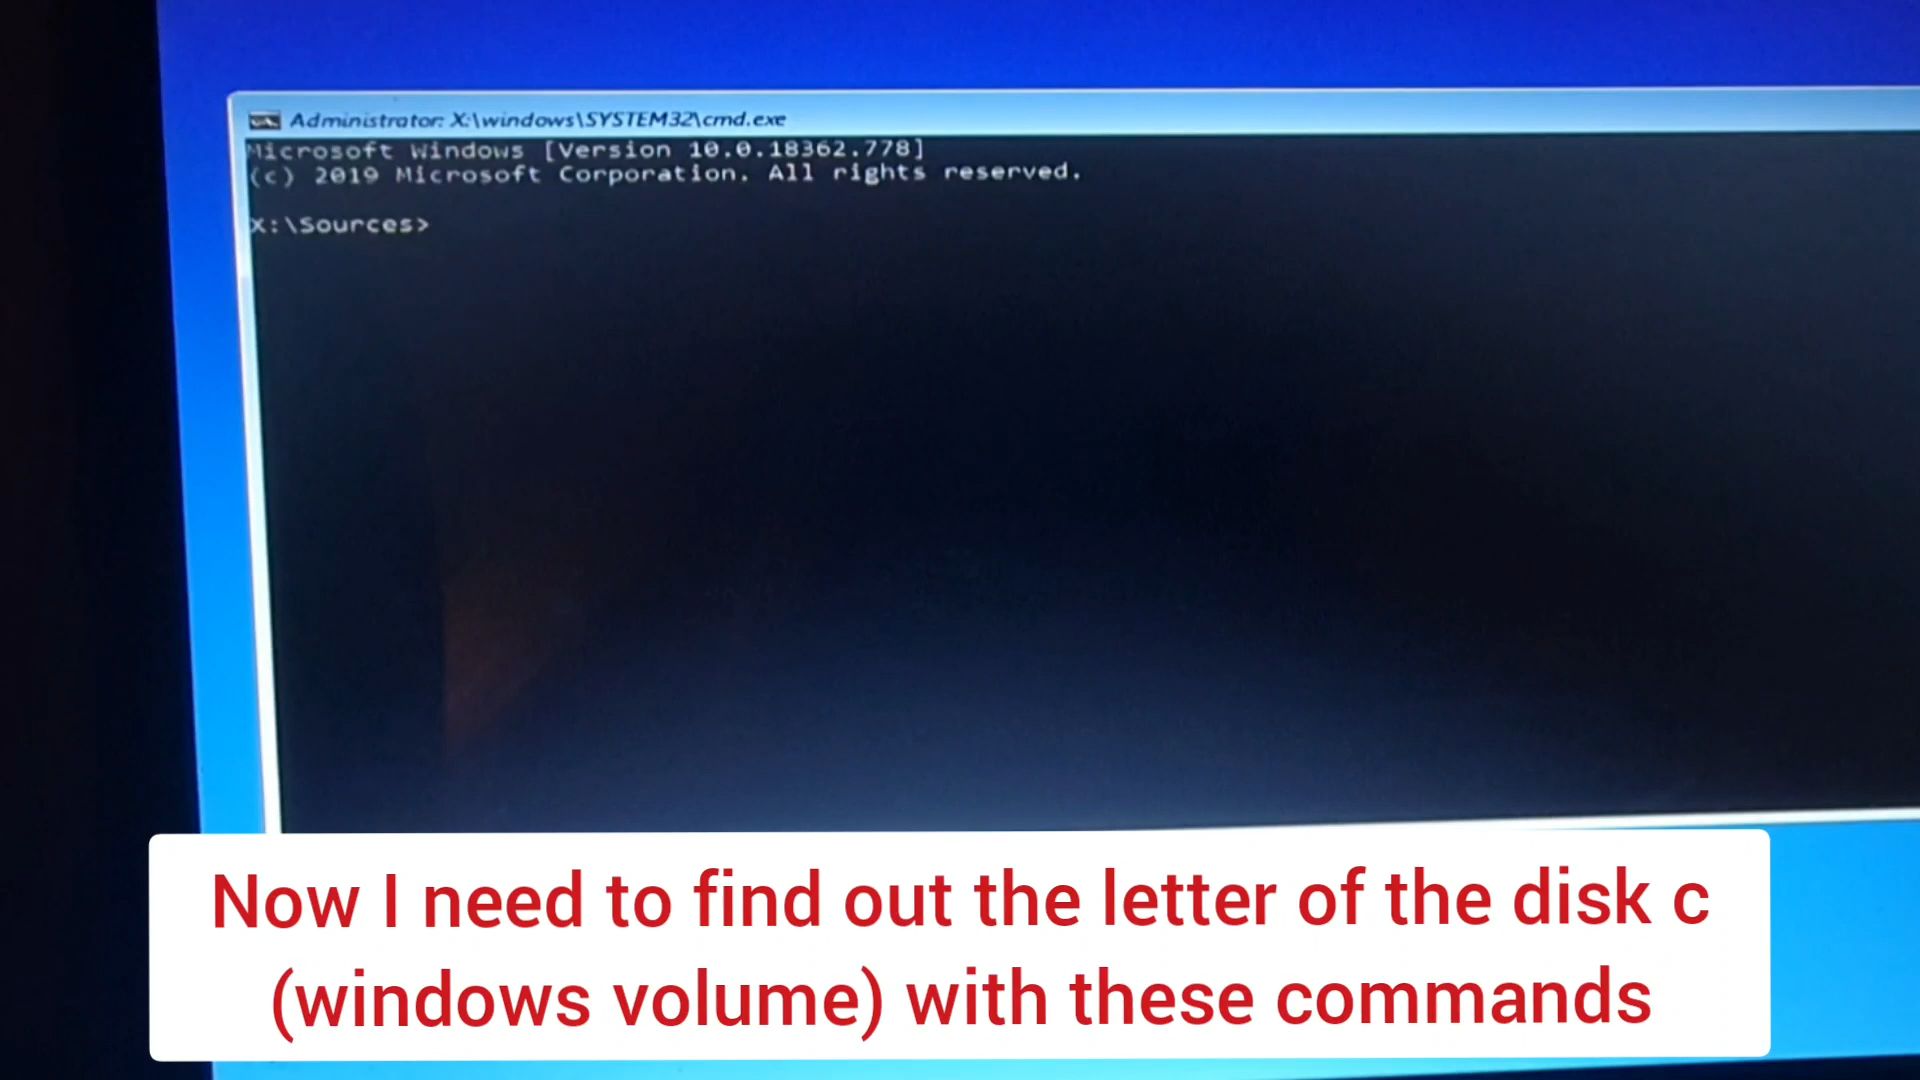 Administrator: X:\windows\SYSTEM32\cmd.exe
Microsoft Windows [Version 10.0.18362.778]
(c) 2019 Microsoft Corporation. All rights reserved.
X:\Sources>
Now I need to find out the letter of the disk c
(windows volume) with these commands